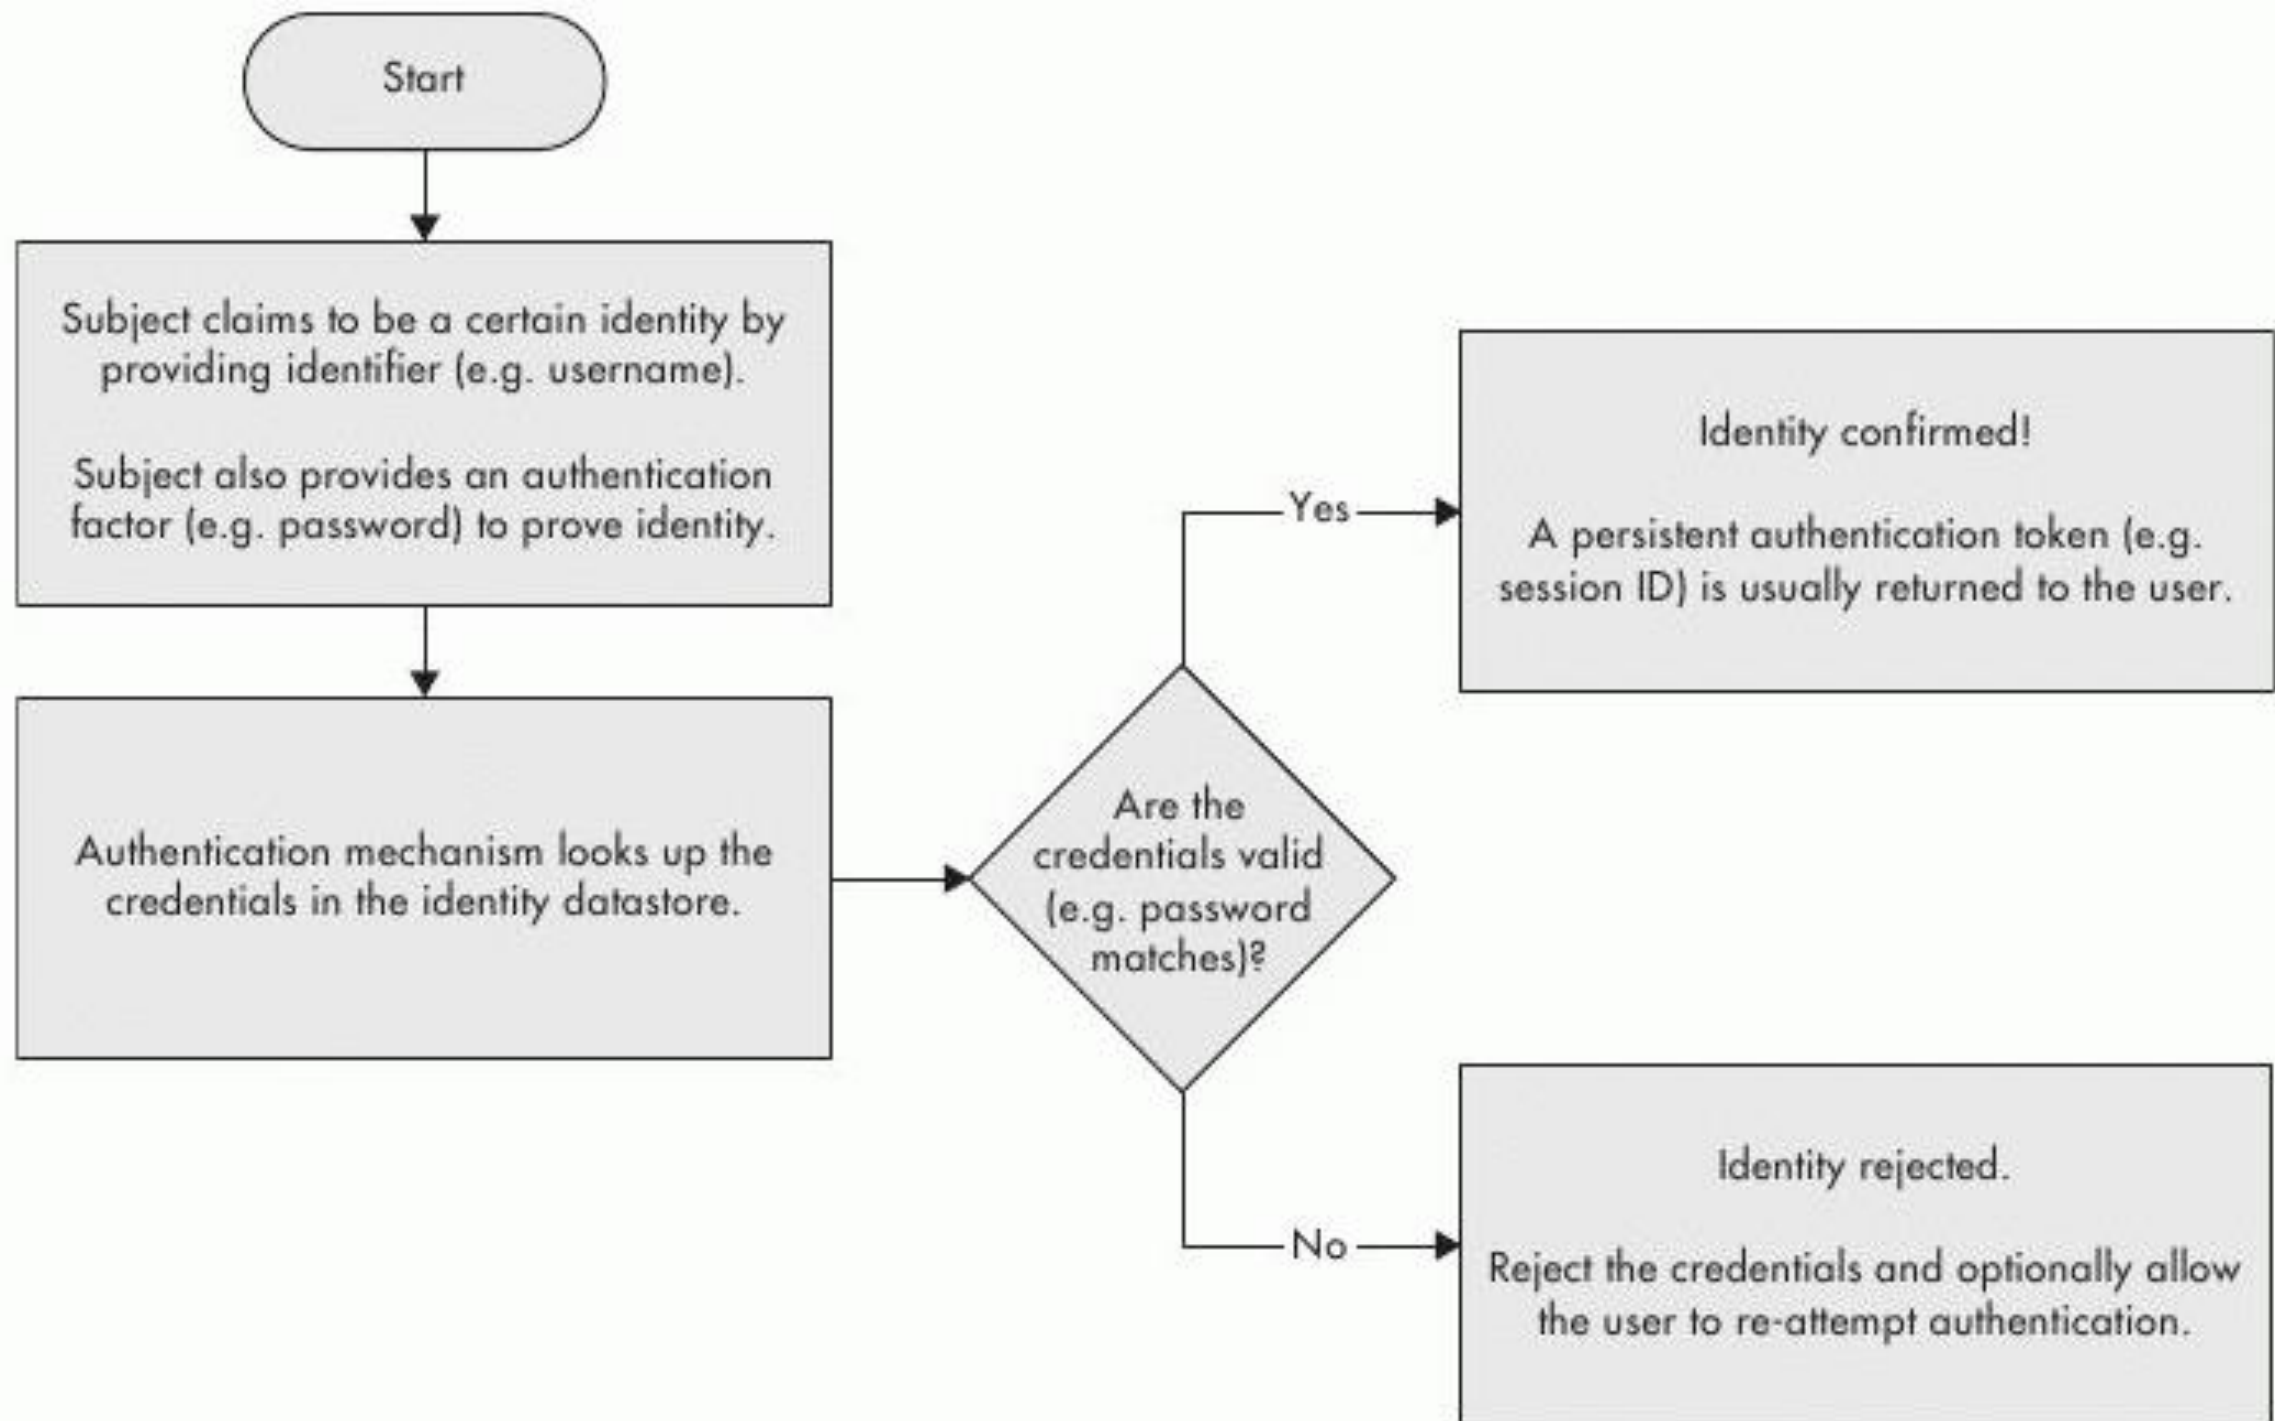 Start
Subject claims to be a certain identity by
providing identifier (e.g. username).
Subject also provides an authentication
factor (e.g. password) to prove identity.
Authentication mechanism looks up the
credentials in the identity datastore.
Are the
credentials valid
(e.g. password
matches)?
Yes
Identity confirmed!
A persistent authentication token (e.g.
session ID) is usually returned to the user.
No
Identity rejected.
Reject the credentials and optionally allow
the user to re-attempt authentication.